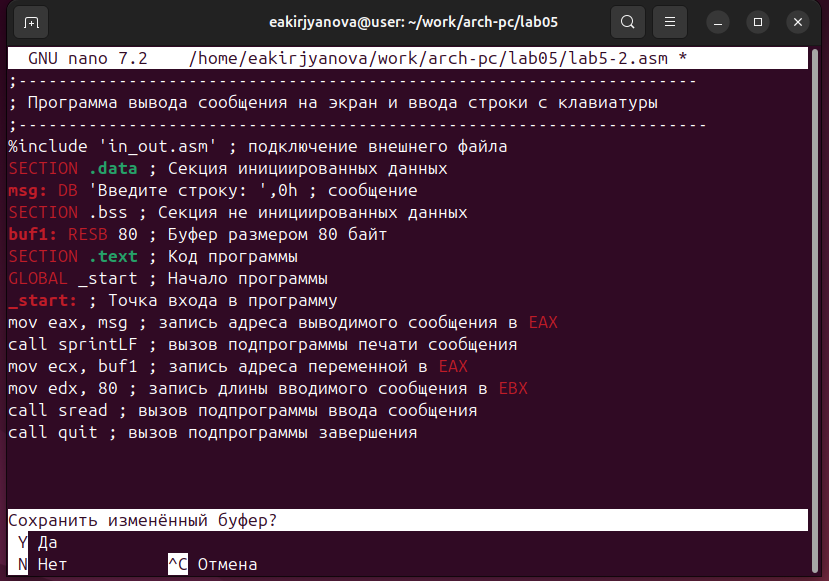 eakirjyanova@user: ~/work/arch-pc/lab05
GNU nano 7.2 /home/eakirjyanova/work/arch-pc/lab05/lab5-2.asm *
;--------------------------------------------------------------------
; Программа вывода сообщения на экран и ввода строки с клавиатуры
;---------------------------------------------------------------------
%include 'in_out.asm' ; подключение внешнего файла
SECTION .data ; Секция инициированных данных
msg: DB 'Введите строку: ',0h ; сообщение
SECTION .bss ; Секция не инициированных данных
buf1: RESB 80 ; Буфер размером 80 байт
SECTION .text ; Код программы
GLOBAL _start ; Начало программы
_start: ; Точка входа в программу
mov eax, msg ; запись адреса выводимого сообщения в EAX
call sprintLF ; вызов подпрограммы печати сообщения
mov ecx, buf1 ; запись адреса переменной в EAX
mov edx, 80 ; запись длины вводимого сообщения в EBX
call sread ; вызов подпрограммы ввода сообщения
call quit ; вызов подпрограммы завершения
Сохранить изменённый буфер?
Y Да
N Нет ^C Отмена